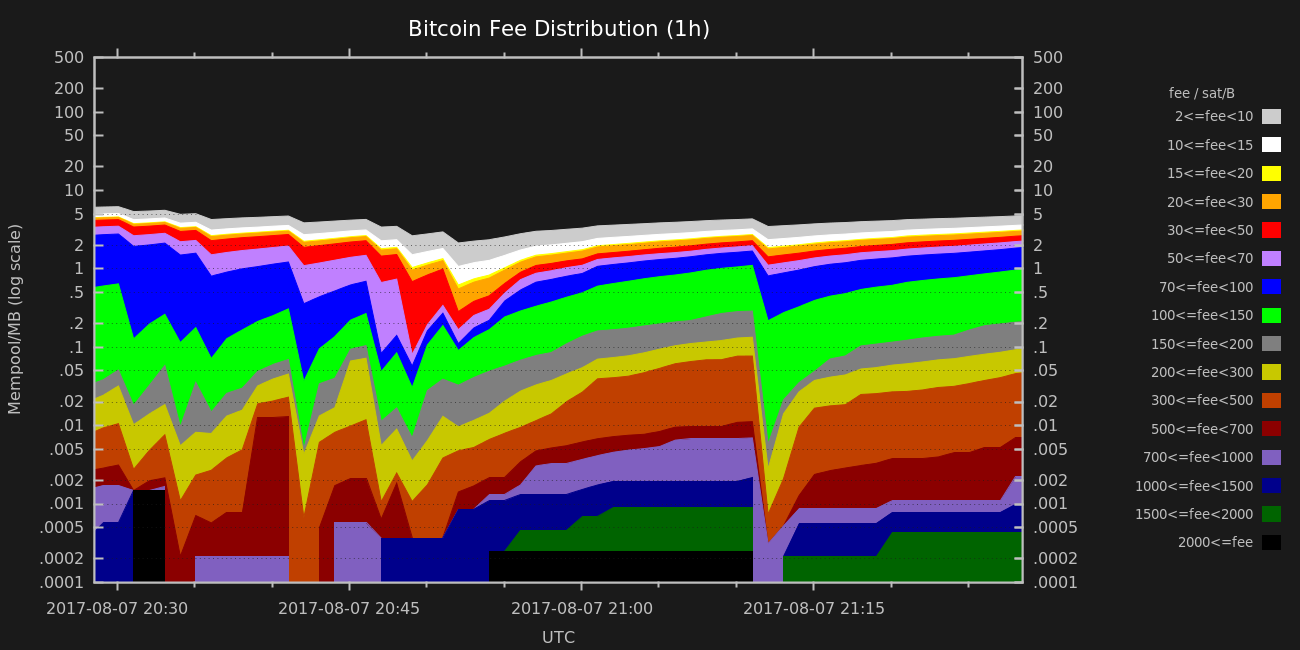 Bitcoin Fee Distribution (1h)
Mempool/MB (log scale)
500
200
100
50
20
10
5
2
1
.5
.2
.1
.05
.02
.01
.005
.002
.001
.0005
.0002
.0001
500
200
100
50
20
10
5
2
1
.5
.2
.1
.05
.02
.01
.005
.002
.001
.0005
.0002
.0001
2017-08-07 20:30
2017-08-07 20:45
2017-08-07 21:00
2017-08-07 21:15
UTC
fee / sat/B
2<=fee<10
10<=fee<15
15<=fee<20
20<=fee<30
30<=fee<50
50<=fee<70
70<=fee<100
100<=fee<150
150<=fee<200
200<=fee<300
300<=fee<500
500<=fee<700
700<=fee<1000
1000<=fee<1500
1500<=fee<2000
2000<=fee